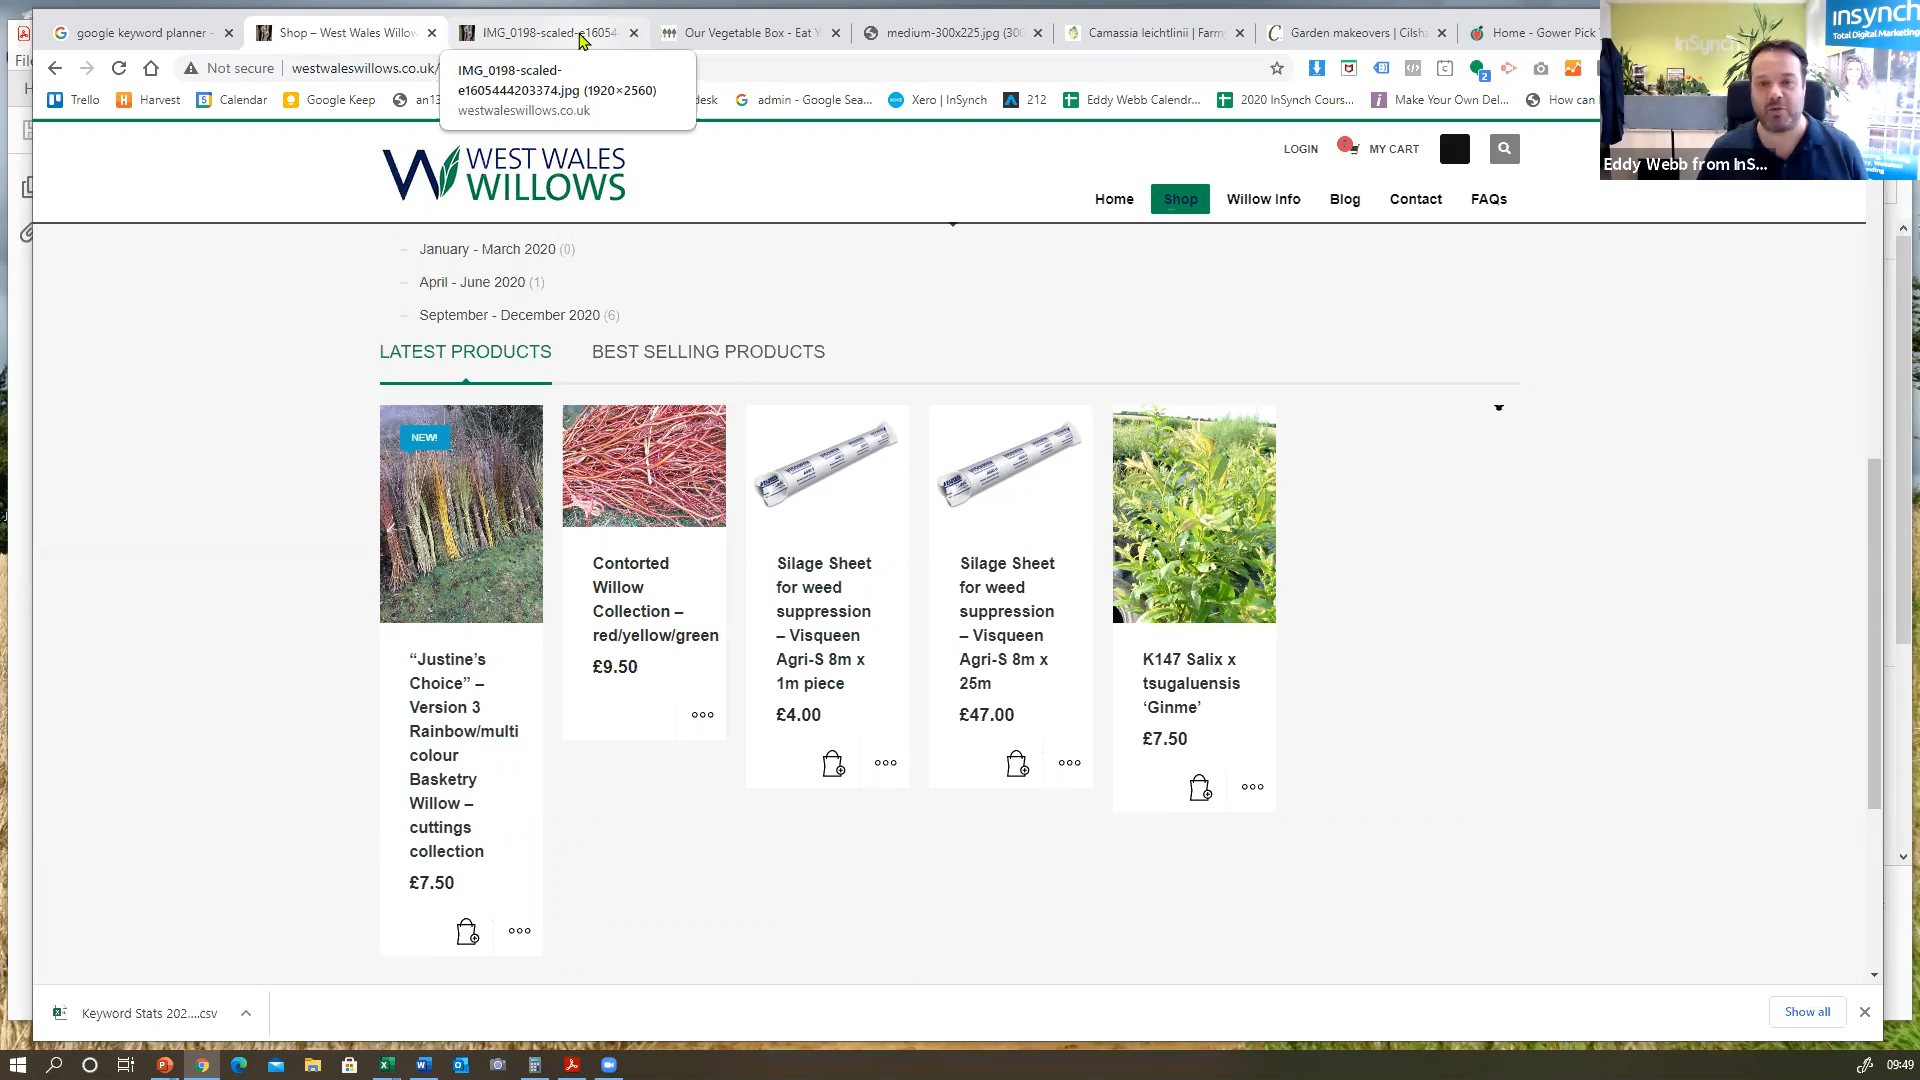 google keyword planner -
Shop – West Wales Willow
IMG_0198-scaled-e16054
Our Vegetable Box - Eat Y
medium-300x225.jpg (300
Camassia leichtlinii | Farmy
Garden makeovers | Cilsha
Home - Gower Pick
Not secure
westwaleswillows.co.uk/
IMG_0198-scaled-
e1605444203374.jpg (1920×2560)
westwaleswillows.co.uk
Trello
Harvest
Calendar
Google Keep
an13
desk
admin - Google Sea...
Xero | InSynch
212
Eddy Webb Calendr...
2020 InSynch Cours...
Make Your Own Del...
How can
WEST WALES
WILLOWS
LOGIN
MY CART
Home
Shop
Willow Info
Blog
Contact
FAQs
insynch
Total Digital Marketing
InSynch
Eddy Webb from InS...
January - March 2020 (0)
April - June 2020 (1)
September - December 2020 (6)
LATEST PRODUCTS
BEST SELLING PRODUCTS
NEW!
“Justine’s
Choice” –
Version 3
Rainbow/multi
colour
Basketry
Willow –
cuttings
collection
£7.50
Contorted
Willow
Collection –
red/yellow/green
£9.50
Silage Sheet
for weed
suppression
– Visqueen
Agri-S 8m x
1m piece
£4.00
Silage Sheet
for weed
suppression
– Visqueen
Agri-S 8m x
25m
£47.00
K147 Salix x
tsugaluensis
‘Ginme’
£7.50
Keyword Stats 202....csv
Show all
09:49